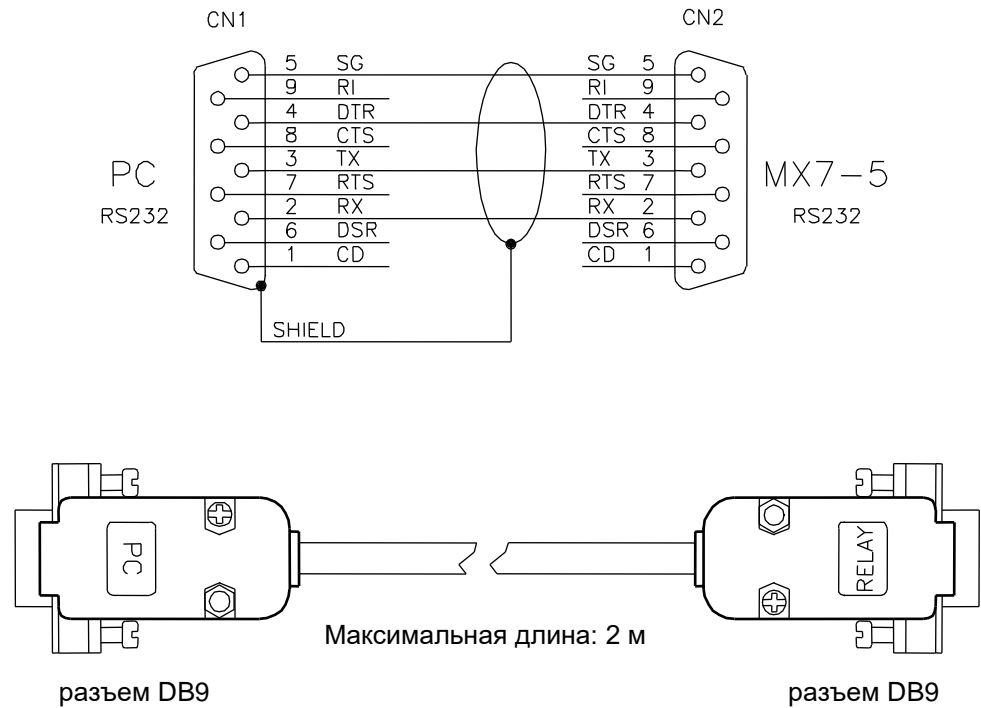 CN1 CN2
5 SG SG 5
9 RI RI 9
4 DTR DTR 4
8 CTS CTS 8
3 TX TX 3
7 RTS RTS 7
2 RX RX 2
6 DSR DSR 6
1 CD CD 1
PC
RS232
MX7-5
RS232
SHIELD
PC
RELAY
Максимальная длина: 2 м
разъем DB9 разъем DB9